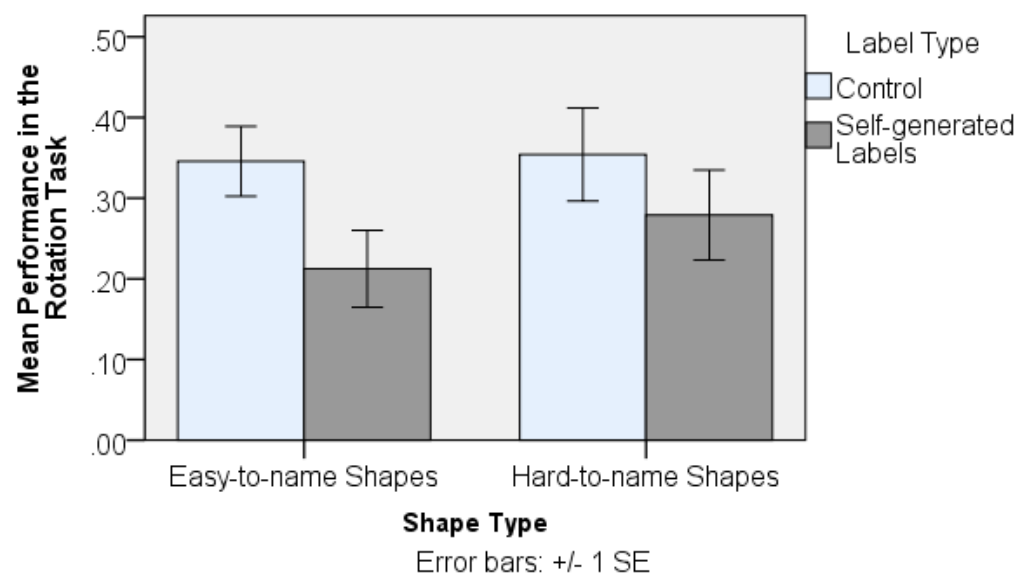 Mean Performance in the
Rotation Task
.50
.40
.30
.20
.10
.00
Easy-to-name Shapes
Hard-to-name Shapes
Shape Type
Error bars: +/- 1 SE
Label Type
Control
Self-generated
Labels